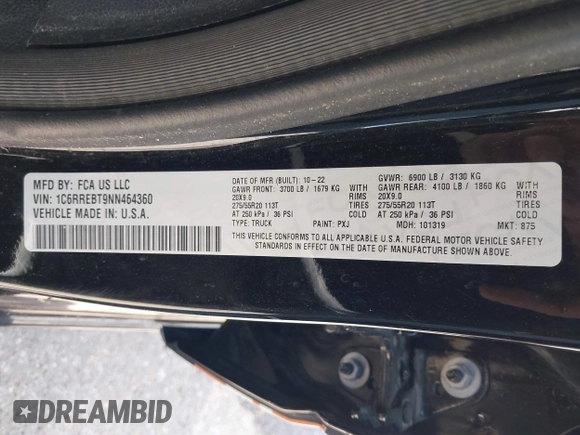 MFD BY: FCA US LLC
VIN: 1C6RREBT9NN464360
VEHICLE MADE IN U.S.A.
DATE OF MFR (BUILT): 10-22
GAWR FRONT: 3700 LB / 1679 KG
20X9.0 RIMS
275/55R20 113T TIRES
AT 250 kPa / 36 PSI
TYPE: TRUCK PAINT: PXJ
GVWR: 6900 LB / 3130 KG
GAWR REAR: 4100 LB / 1860 KG
20X9.0 RIMS
275/55R20 113T TIRES
AT 250 kPa / 36 PSI
MDH: 101319 MKT: 875
THIS VEHICLE CONFORMS TO ALL APPLICABLE U.S.A. FEDERAL MOTOR VEHICLE SAFETY
STANDARDS IN EFFECT ON THE DATE OF MANUFACTURE SHOWN ABOVE.
DREAMBID